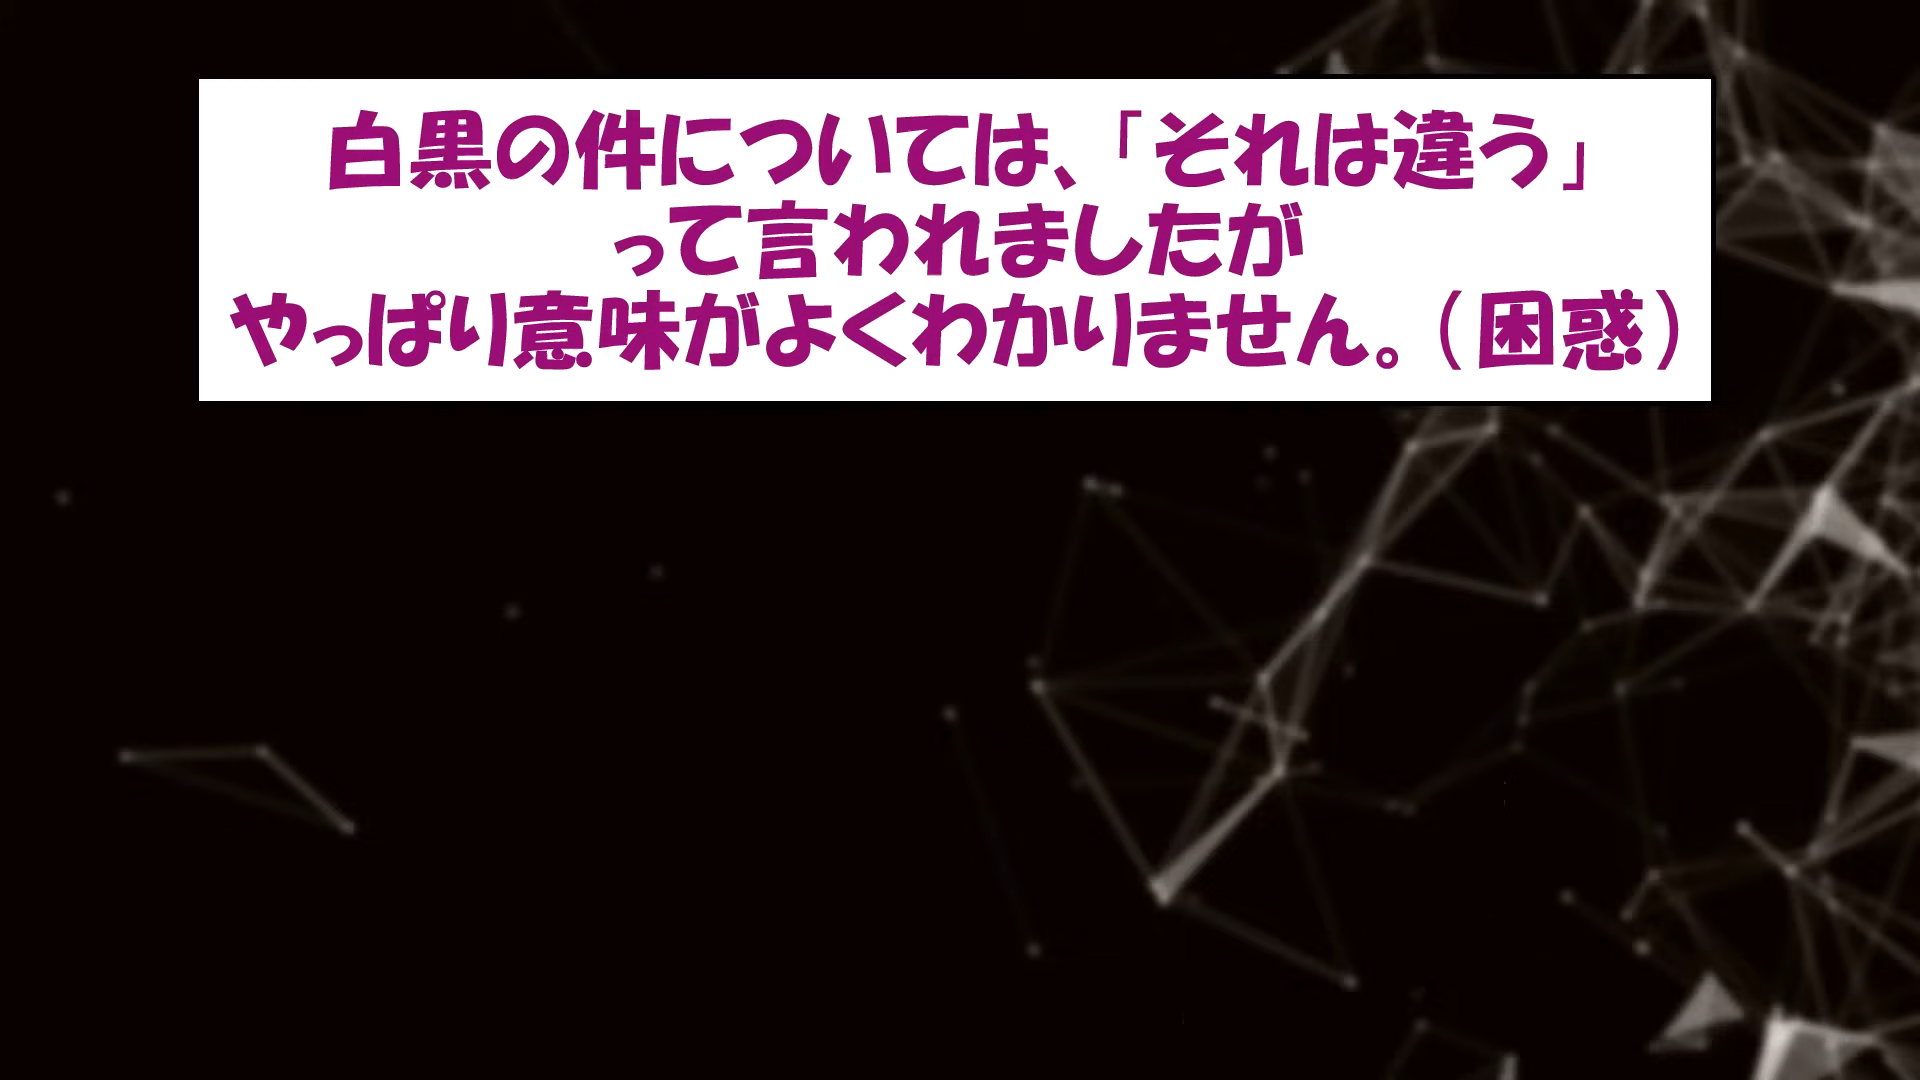 白黒の件については、「それは違う」
って言われましたが
やっぱり意味がよくわかりません。（困惑）